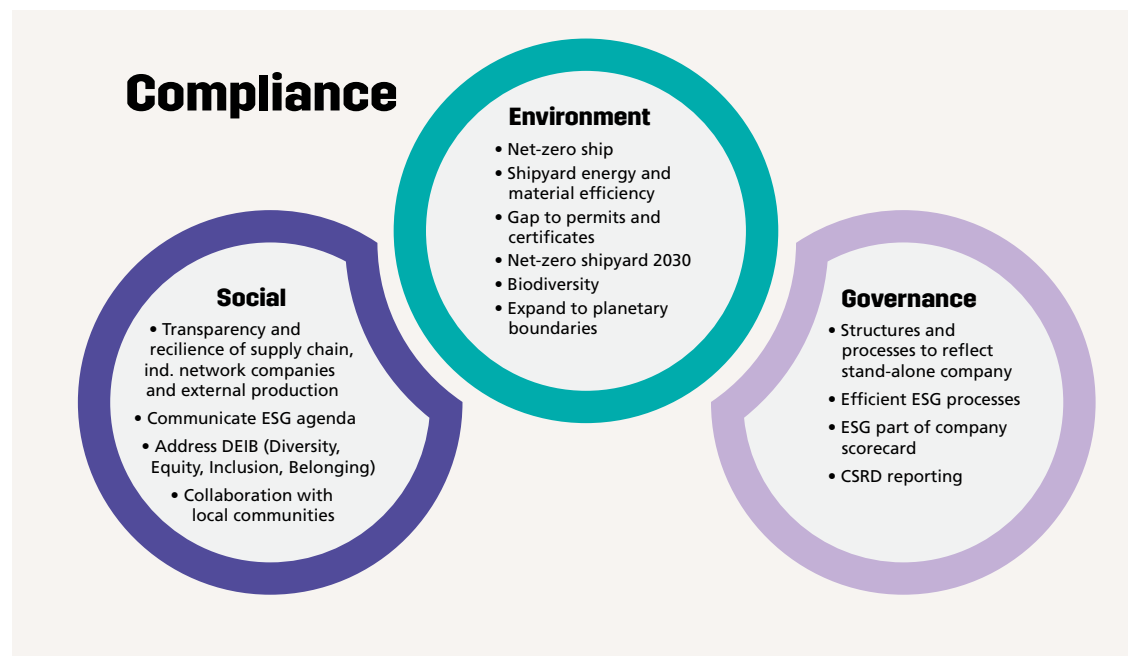 Compliance
Environment
• Net-zero ship
• Shipyard energy and
material efficiency
• Gap to permits and
certificates
• Net-zero shipyard 2030
• Biodiversity
• Expand to planetary
boundaries
Social
• Transparency and
recilience of supply chain,
ind. network companies
and external production
• Communicate ESG agenda
• Address DEIB (Diversity,
Equity, Inclusion, Belonging)
• Collaboration with
local communities
Governance
• Structures and
processes to reflect
stand-alone company
• Efficient ESG processes
• ESG part of company
scorecard
• CSRD reporting